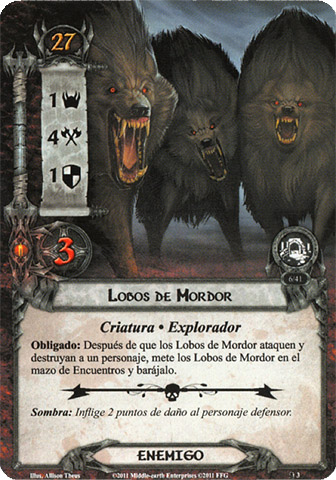 27
1
4
1
3
6/41
Lobos de Mordor
Criatura • Explorador
Obligado: Después de que los Lobos de Mordor ataquen y
destruyan a un personaje, mete los Lobos de Mordor en el
mazo de Encuentros y barájalo.
Sombra: Inflige 2 puntos de daño al personaje defensor.
ENEMIGO
Illus. Allison Theus
©2011 Middle-earth Enterprises ©2011 FFG